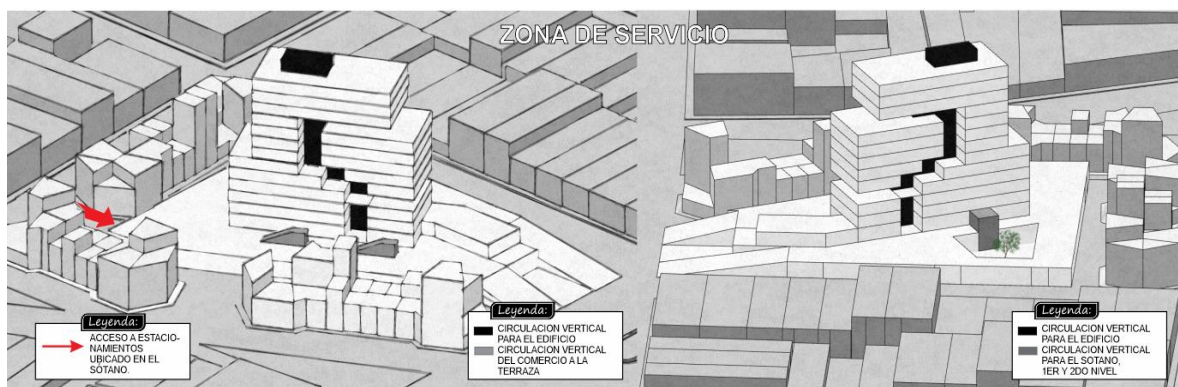 ZONA DE SERVICIO
Leyenda:
ACCESO A ESTACIO-
NAMIENTOS
UBICADO EN EL
SÓTANO.
Leyenda:
CIRCULACION VERTICAL
PARA EL EDIFICIO
CIRCULACION VERTICAL
DEL COMERCIO A LA
TERRAZA
Leyenda:
CIRCULACION VERTICAL
PARA EL EDIFICIO
CIRCULACION VERTICAL
PARA EL SOTANO,
1ER Y 2DO NIVEL